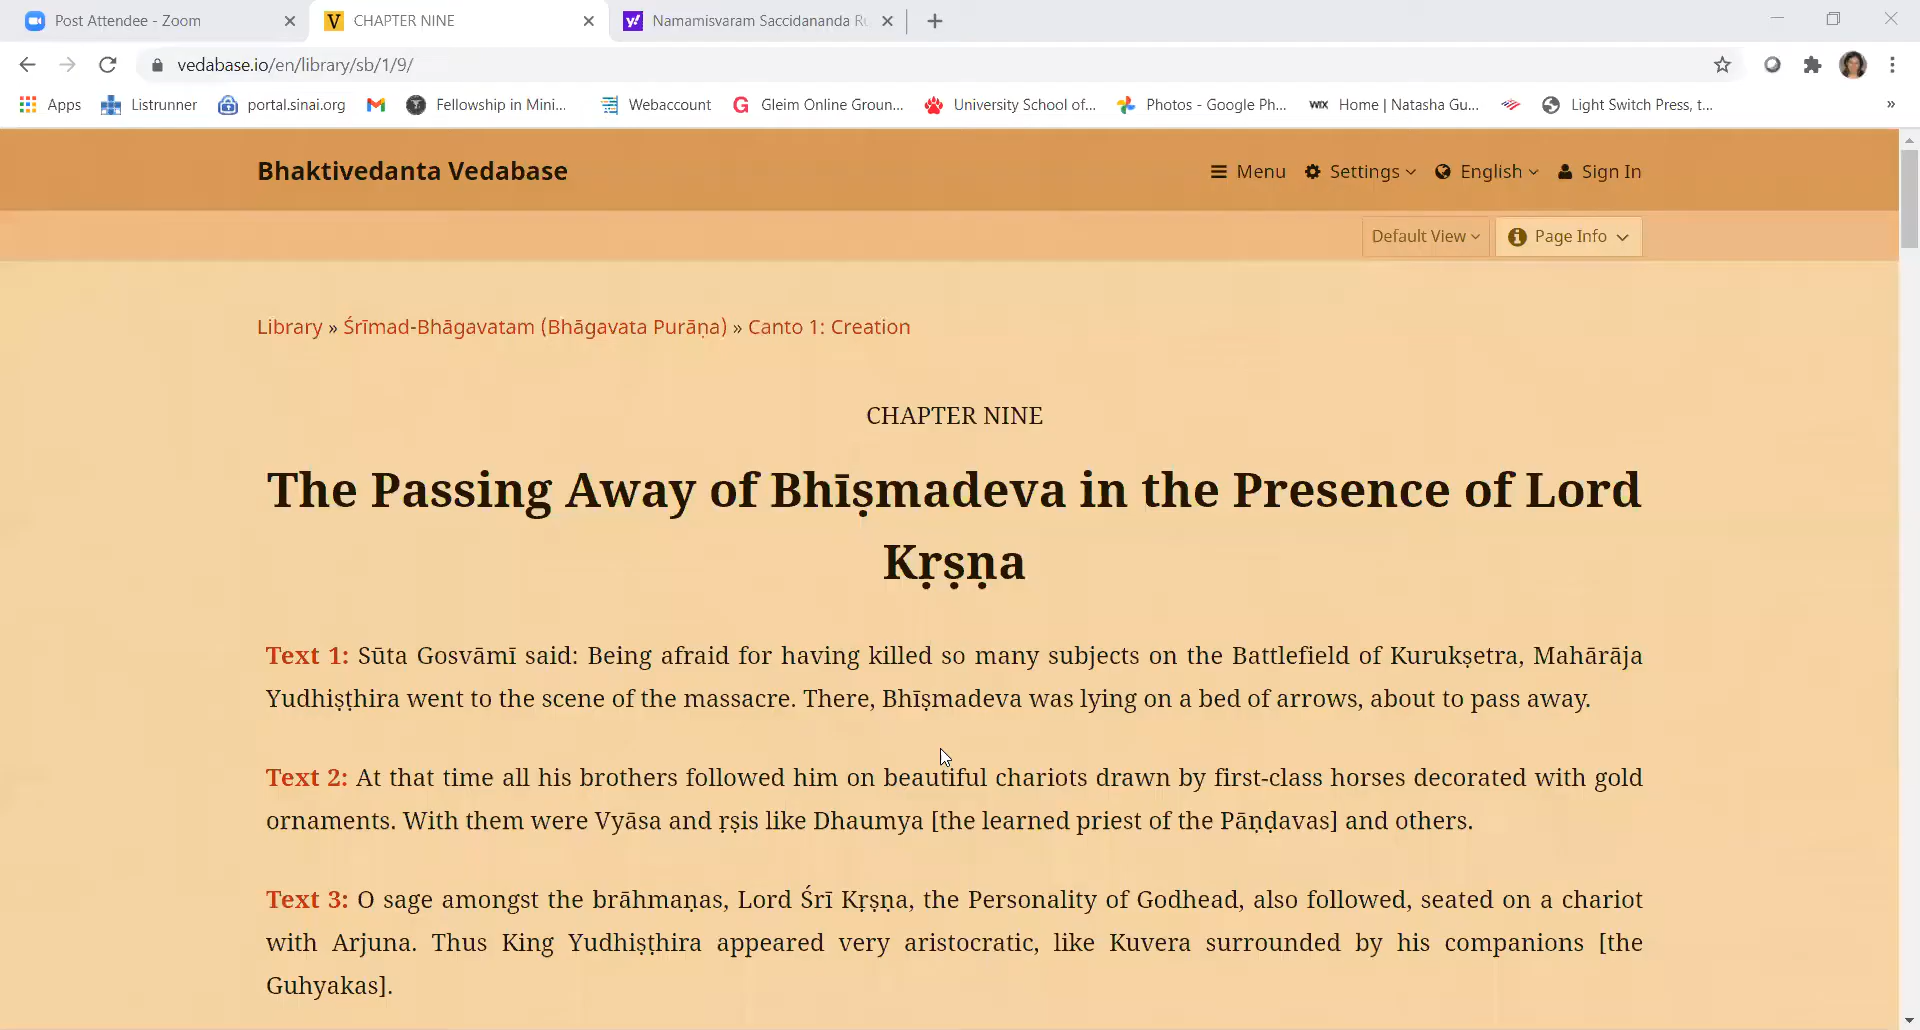 Post Attendee - Zoom
CHAPTER NINE
Namamisvaram Saccidananda Ru
vedabase.io/en/library/sb/1/9/
Apps
Listrunner
portal.sinai.org
Fellowship in Mini...
Webaccount
Gleim Online Groun...
University School of...
Photos - Google Ph...
WIX Home | Natasha Gu...
Light Switch Press, t...
»
Bhaktivedanta Vedabase
Menu Settings English Sign In
Default View Page Info
Library » Śrīmad-Bhāgavatam (Bhāgavata Purāṇa) » Canto 1: Creation
CHAPTER NINE
The Passing Away of Bhīṣmadeva in the Presence of Lord
Kṛṣṇa
Text 1: Sūta Gosvāmī said: Being afraid for having killed so many subjects on the Battlefield of Kurukṣetra, Mahārāja
Yudhiṣṭhira went to the scene of the massacre. There, Bhīṣmadeva was lying on a bed of arrows, about to pass away.
Text 2: At that time all his brothers followed him on beautiful chariots drawn by first-class horses decorated with gold
ornaments. With them were Vyāsa and ṛṣis like Dhaumya [the learned priest of the Pāṇḍavas] and others.
Text 3: O sage amongst the brāhmaṇas, Lord Śrī Kṛṣṇa, the Personality of Godhead, also followed, seated on a chariot
with Arjuna. Thus King Yudhiṣṭhira appeared very aristocratic, like Kuvera surrounded by his companions [the
Guhyakas].